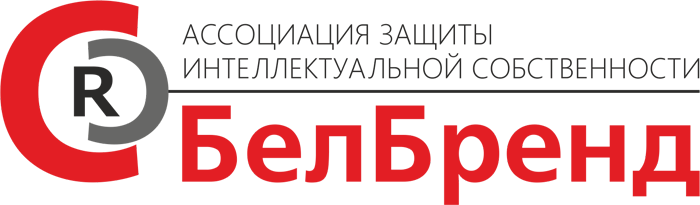 R
АССОЦИАЦИЯ ЗАЩИТЫ
ИНТЕЛЛЕКТУАЛЬНОЙ СОБСТВЕННОСТИ
БелБренд